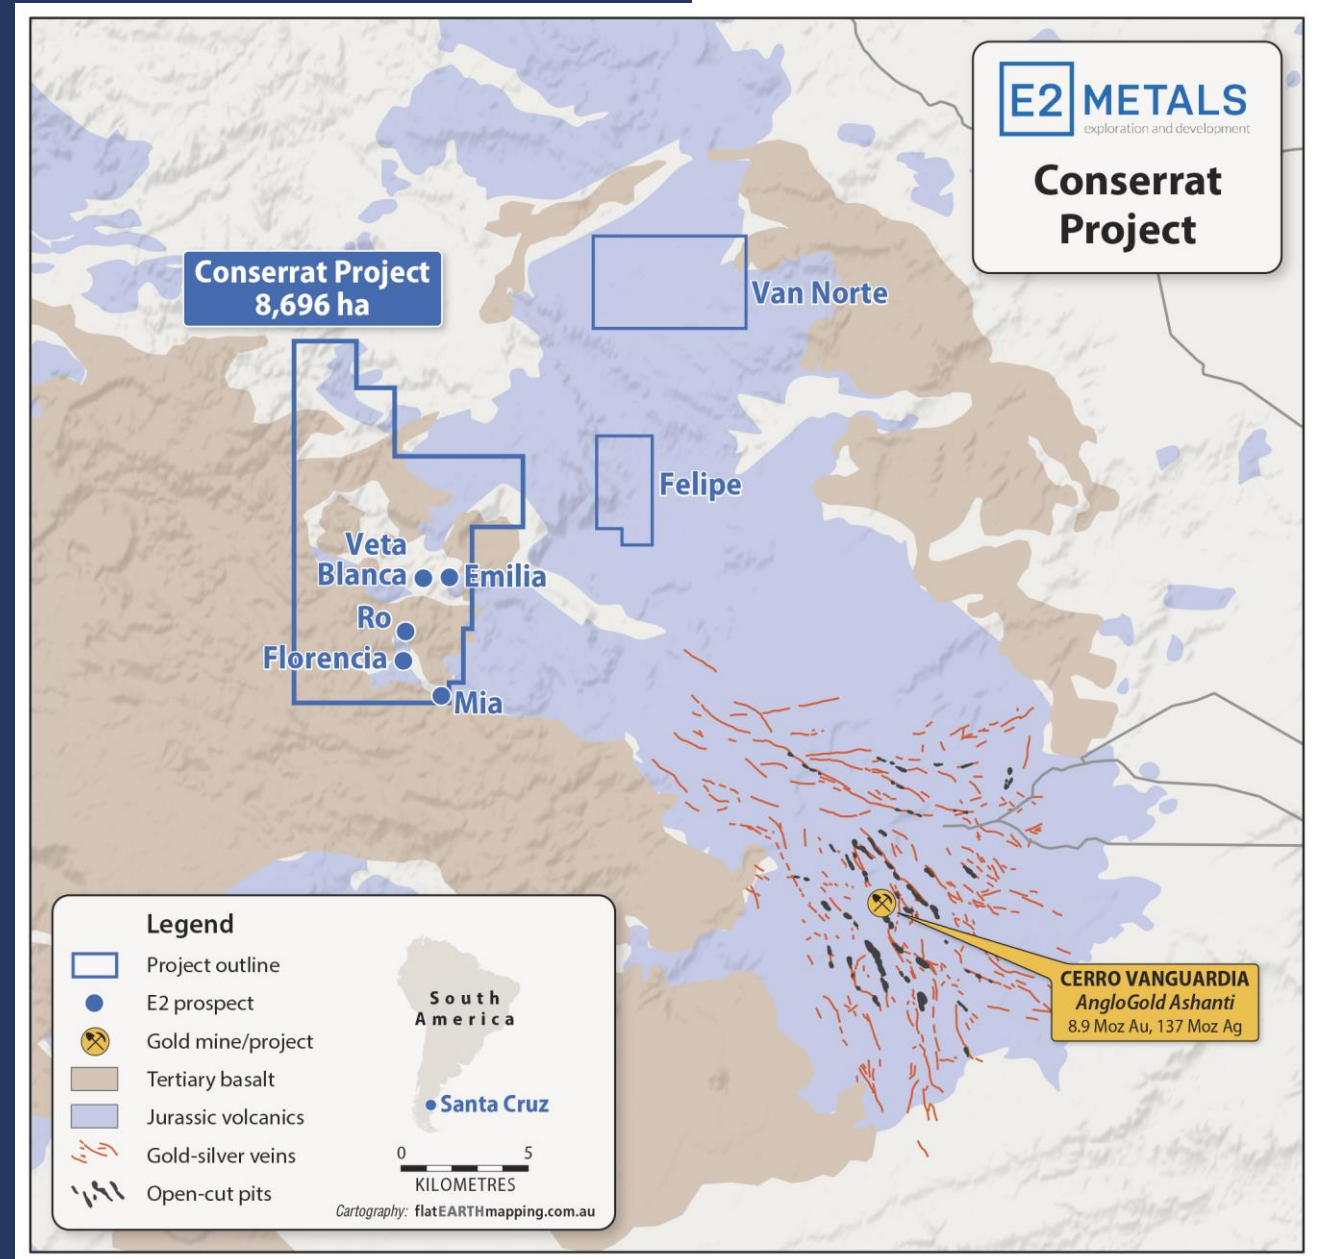 E2 METALS
exploration and development
Conserrat
Project
Conserrat Project
8,696 ha
Van Norte
Felipe
Veta
Blanca
Emilia
Ro
Florencia
Mia
CERRO VANGUARDIA
AngloGold Ashanti
8.9 Moz Au, 137 Moz Ag
Legend
Project outline
E2 prospect
Gold mine/project
Tertiary basalt
Jurassic volcanics
Gold-silver veins
Open-cut pits
South
America
Santa Cruz
0 5
KILOMETRES
Cartography: flatEARTHmapping.com.au